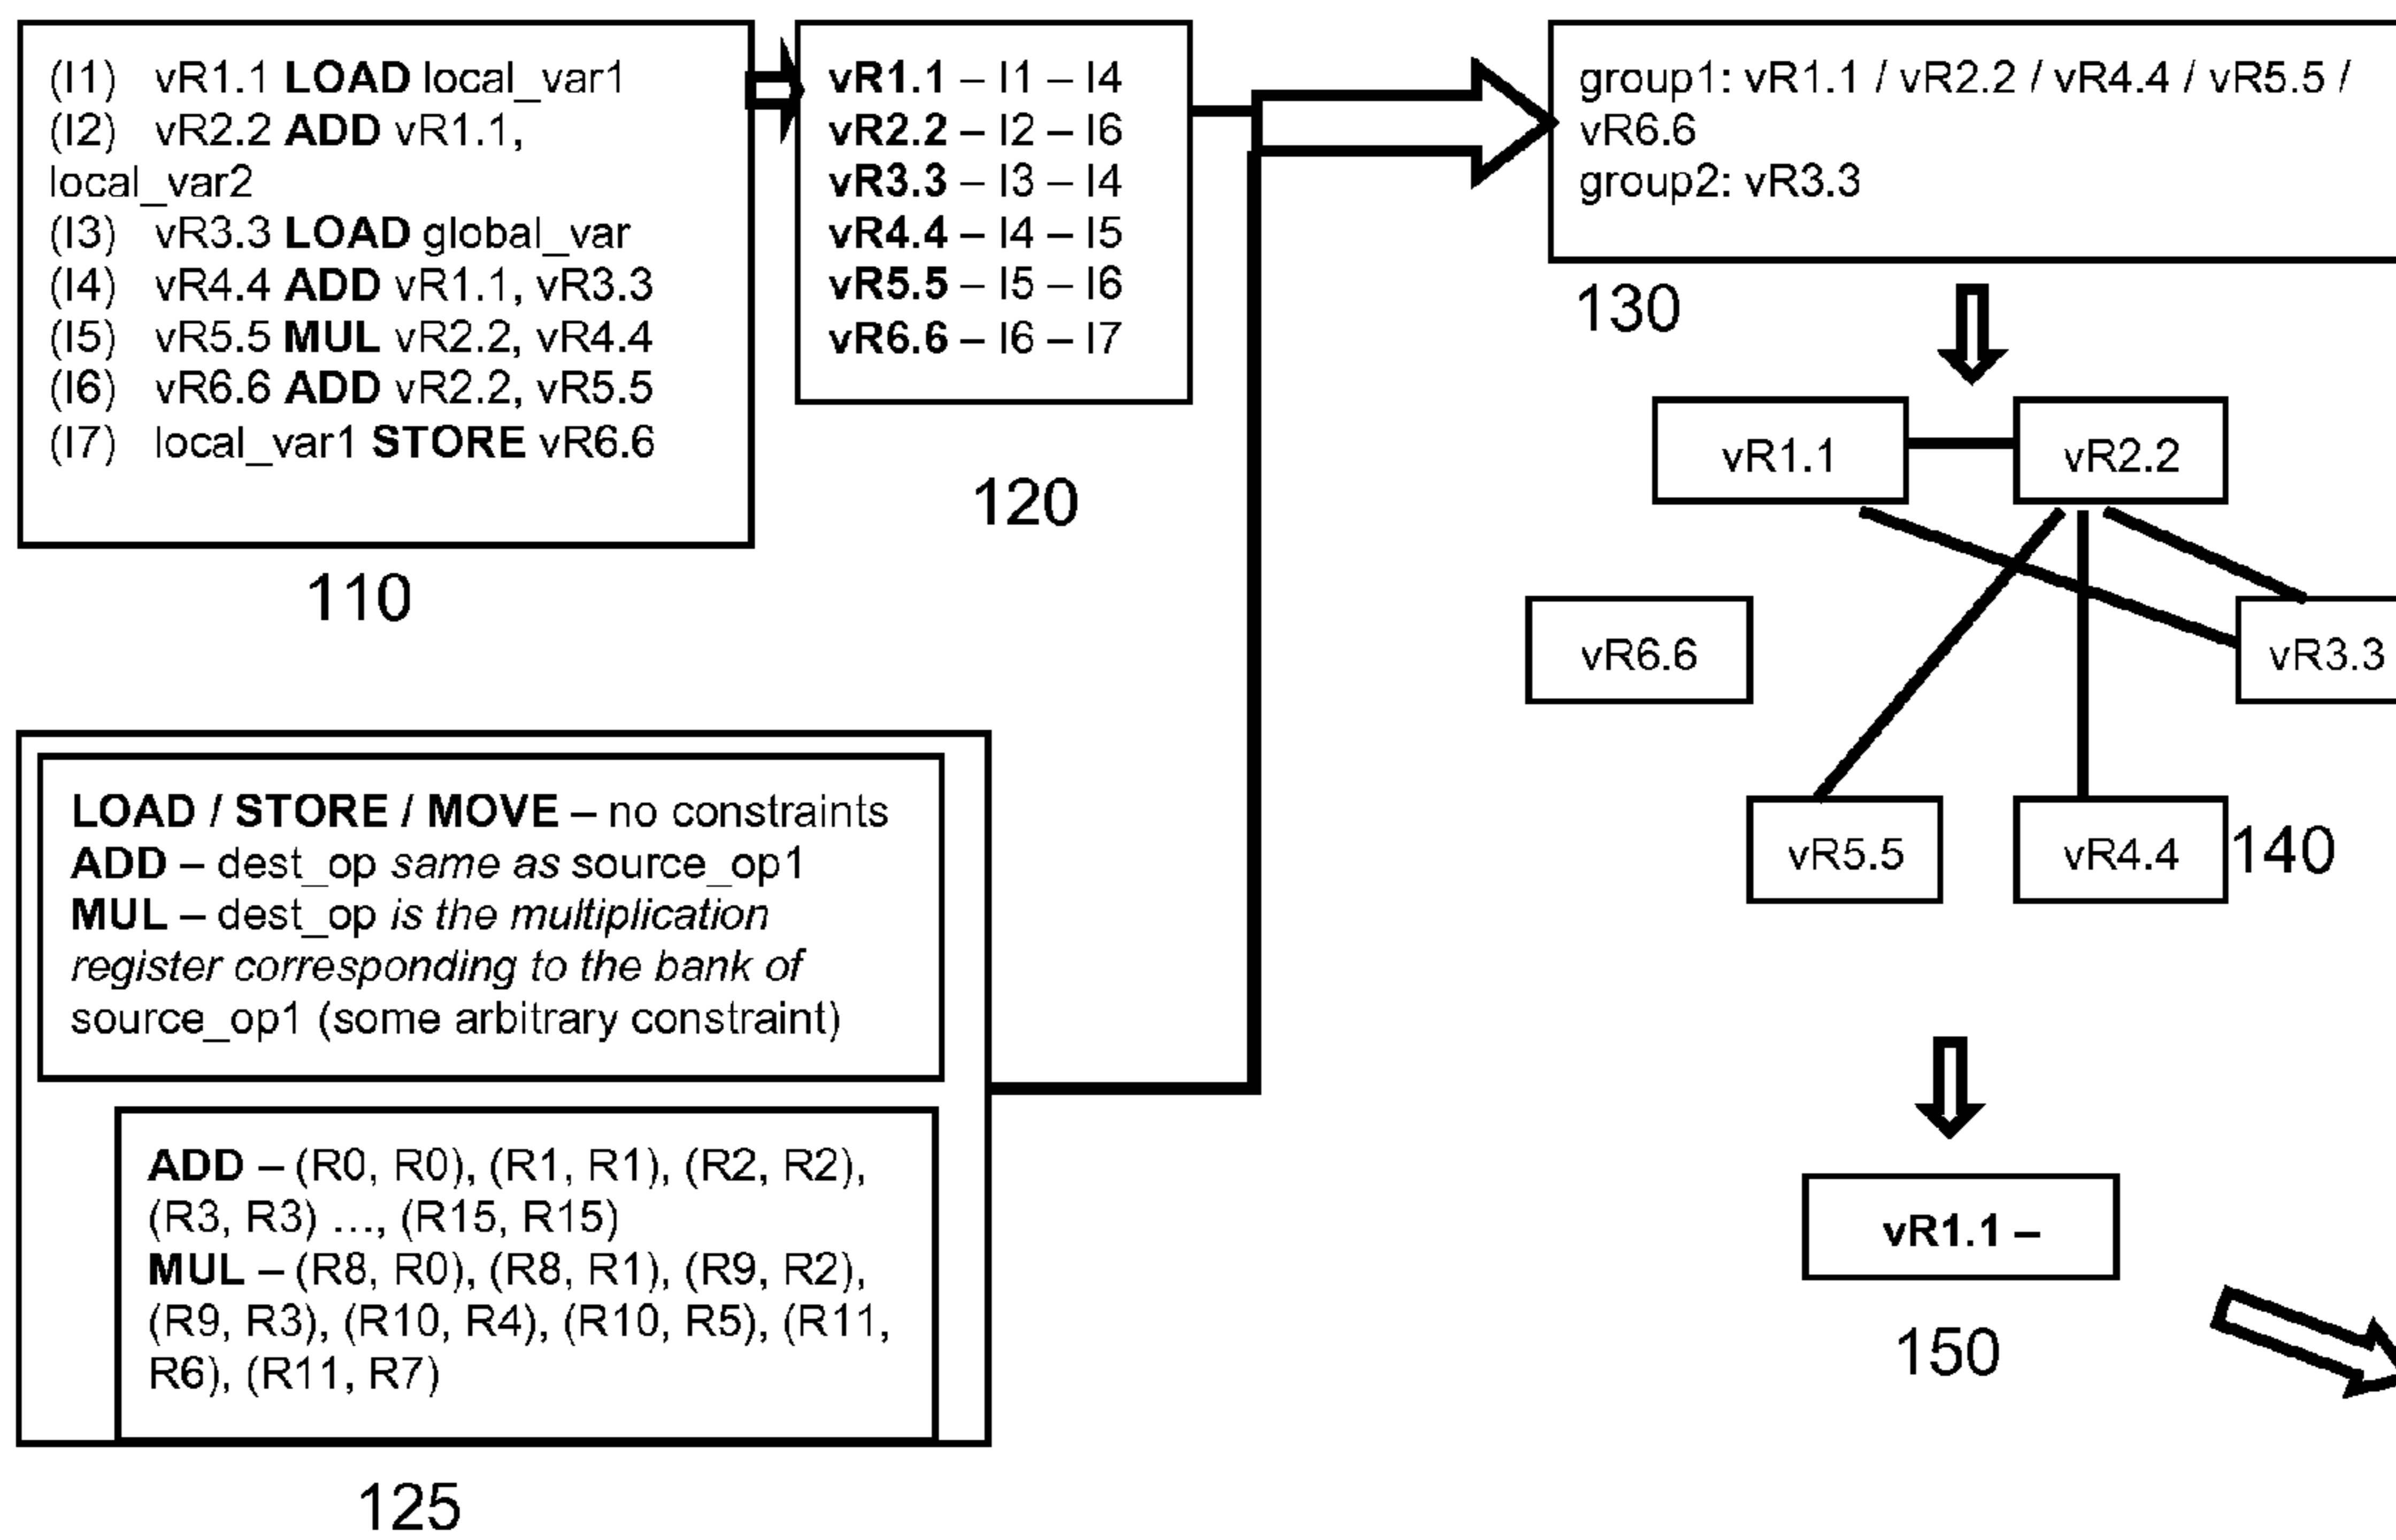 (I1) vR1.1 LOAD local_var1
(I2) vR2.2 ADD vR1.1,
local_var2
(I3) vR3.3 LOAD global_var
(I4) vR4.4 ADD vR1.1, vR3.3
(I5) vR5.5 MUL vR2.2, vR4.4
(I6) vR6.6 ADD vR2.2, vR5.5
(I7) local_var1 STORE vR6.6
110
vR1.1 – I1 – I4
vR2.2 – I2 – I6
vR3.3 – I3 – I4
vR4.4 – I4 – I5
vR5.5 – I5 – I6
vR6.6 – I6 – I7
120
group1: vR1.1 / vR2.2 / vR4.4 / vR5.5 /
vR6.6
group2: vR3.3
130
vR1.1
vR2.2
vR6.6
vR3.3
vR5.5
vR4.4
140
LOAD / STORE / MOVE – no constraints
ADD – dest_op same as source_op1
MUL – dest_op is the multiplication
register corresponding to the bank of
source_op1 (some arbitrary constraint)
ADD – (R0, R0), (R1, R1), (R2, R2),
(R3, R3) ..., (R15, R15)
MUL – (R8, R0), (R8, R1), (R9, R2),
(R9, R3), (R10, R4), (R10, R5), (R11,
R6), (R11, R7)
125
vR1.1 –
150